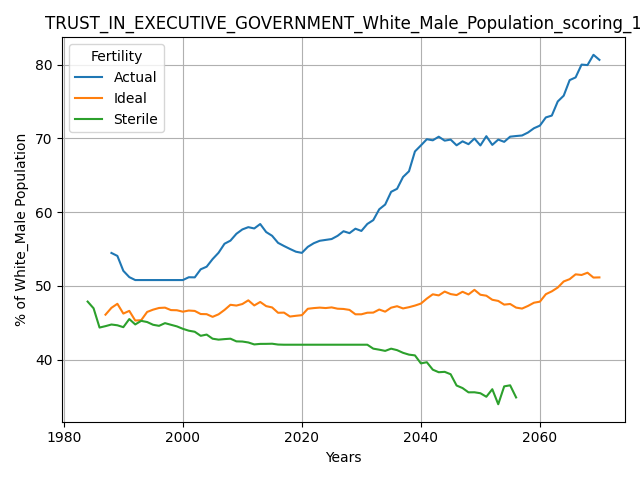 TRUST_IN_EXECUTIVE_GOVERNMENT_White_Male_Population_scoring_1
Fertility
Actual
Ideal
Sterile
% of White_Male Population
80
70
60
50
40
1980
2000
2020
2040
2060
Years